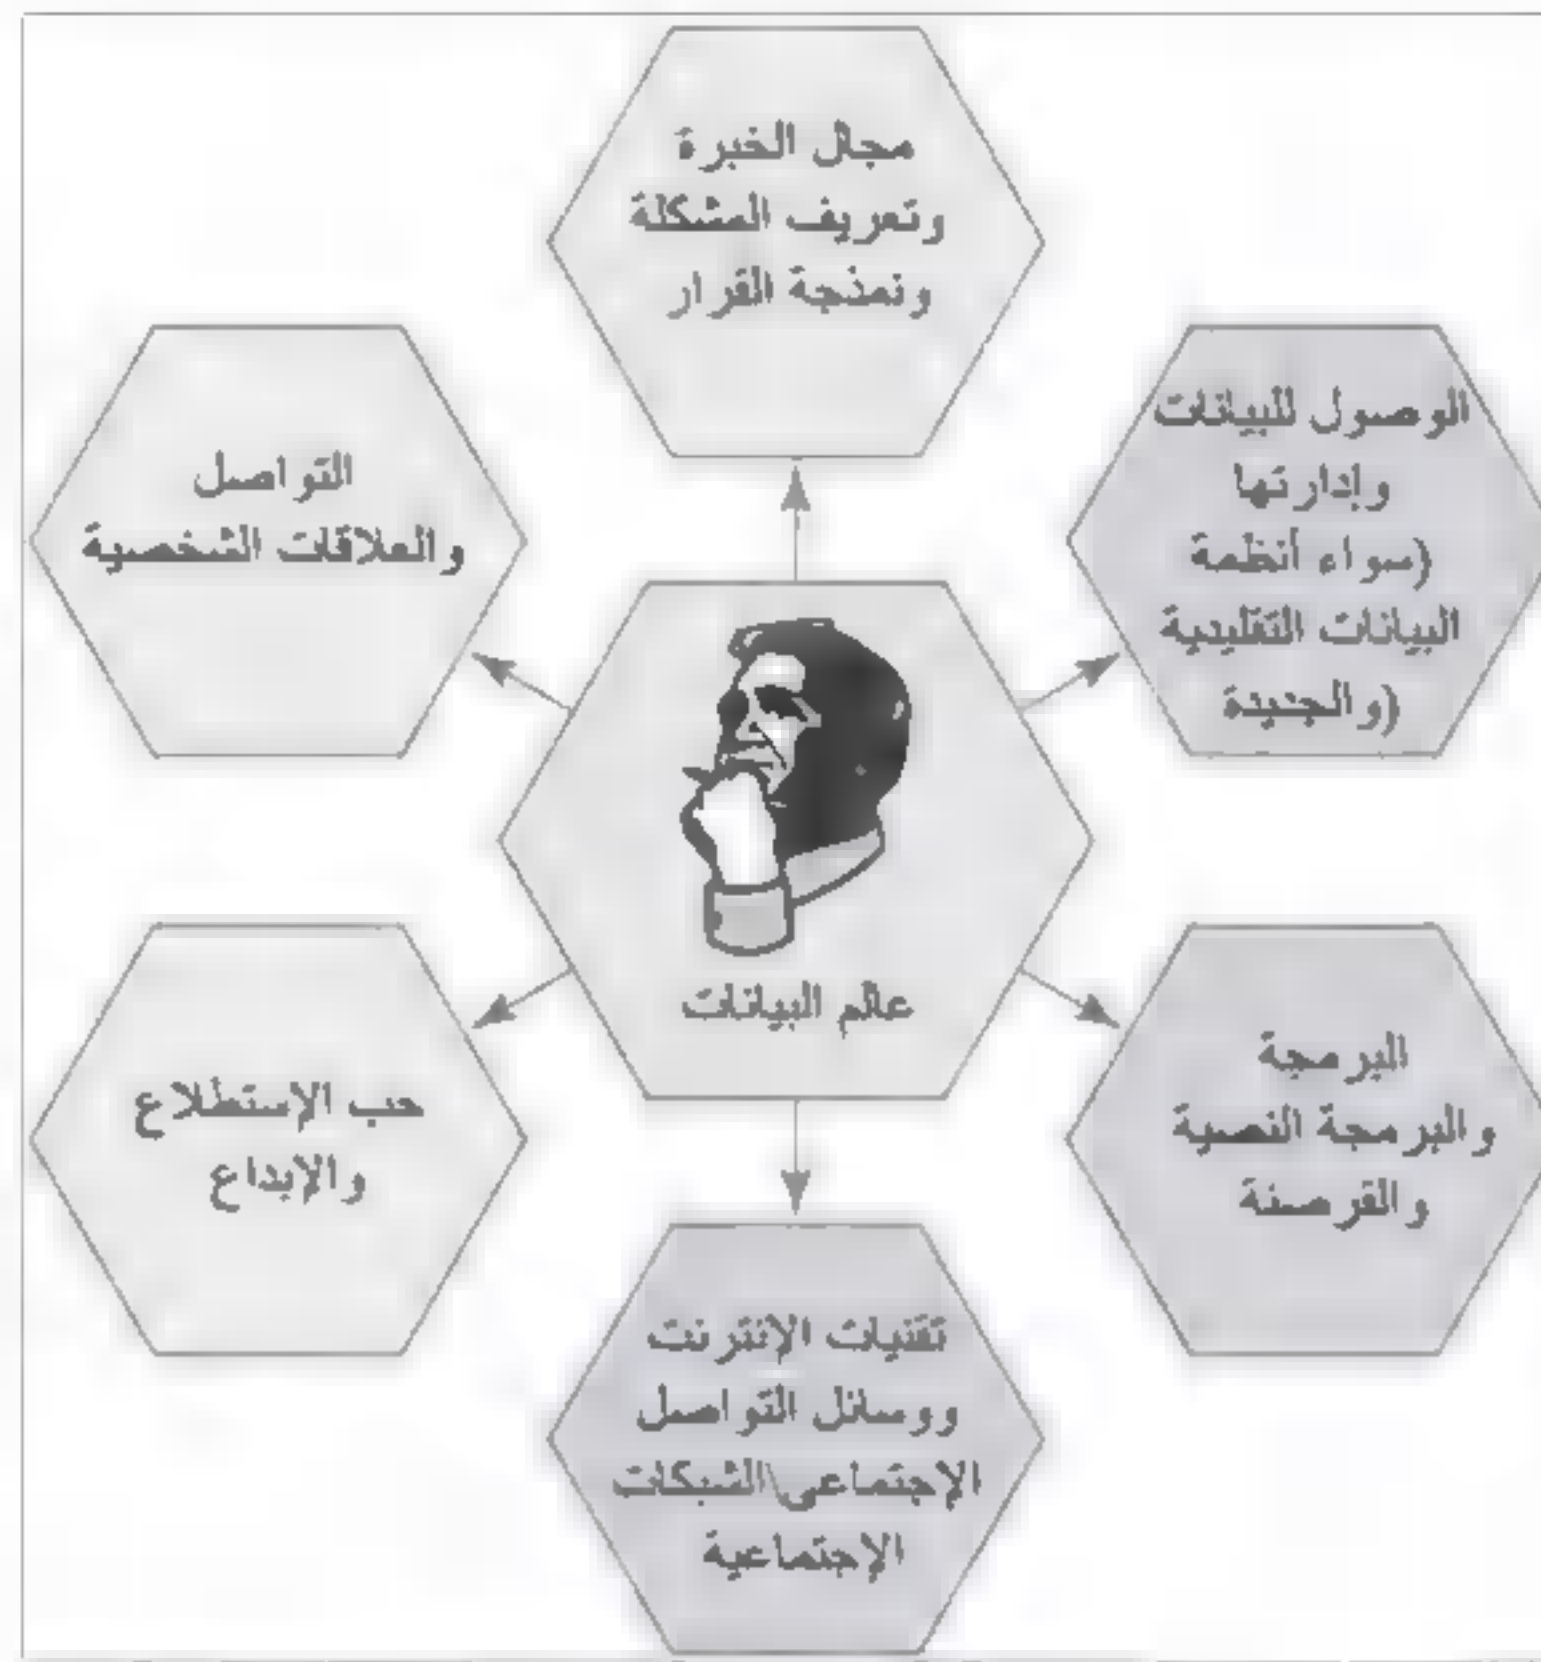 مجال الخبرة
وتعريف المشكلة
ونمذجة القرار
الوصول للبيانات
وإدارتها
(سواء أنظمة
البيانات التقليدية
والجديدة)
التواصل
والعلاقات الشخصية
عالم البيانات
البرمجة
والبرمجة النصية
والقرصنة
حب الإستطلاع
والإبداع
تقنيات الإنترنت
ووسائل التواصل
الإجتماعى\الشبكات
الإجتماعية